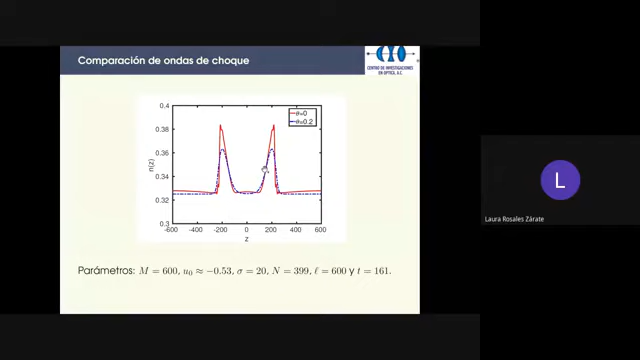 Comparación de ondas de choque
CENTRO DE INVESTIGACIONES
EN ÓPTICA, A.C.
0.4
0.38
0.36
0.34
0.32
0.3
n(z)
θ=0
θ=0.2
-600 -400 -200 0 200 400 600
z
Parámetros: M = 600, u₀ ≈ −0.53, σ = 20, N = 399, ℓ = 600 y t = 161.
L
Laura Rosales Zárate